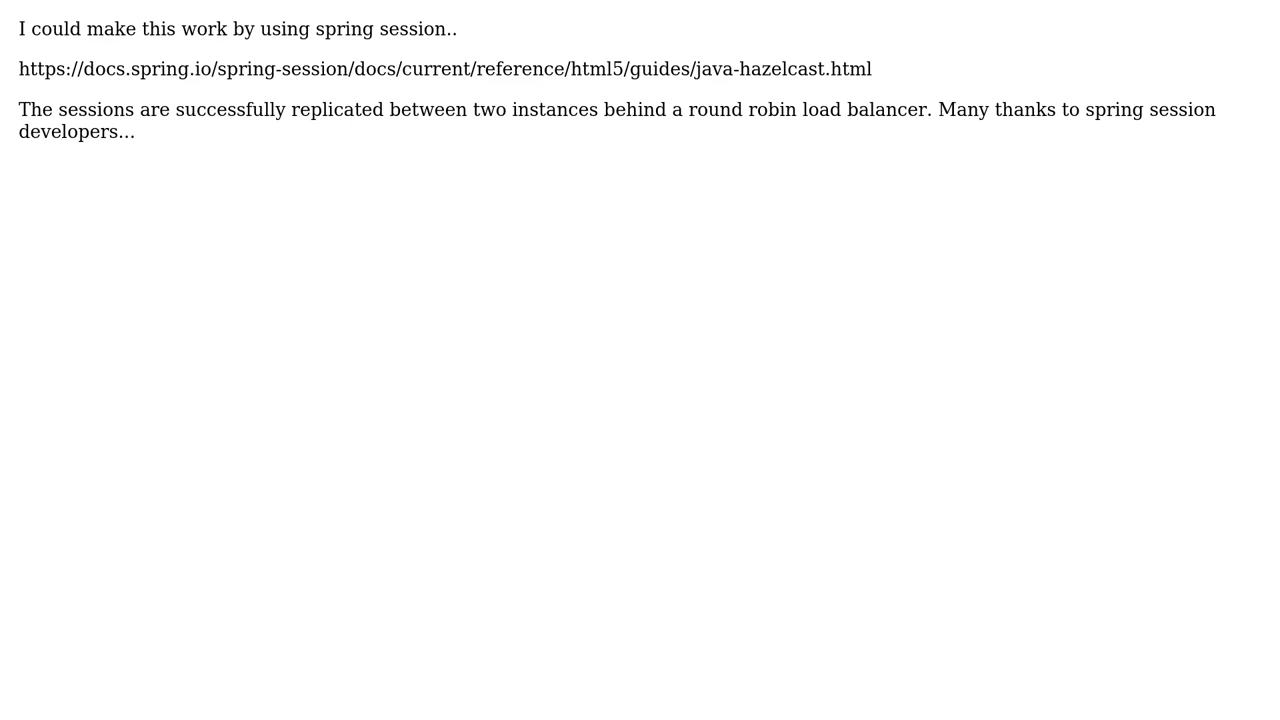 I could make this work by using spring session..
https://docs.spring.io/spring-session/docs/current/reference/html5/guides/java-hazelcast.html
The sessions are successfully replicated between two instances behind a round robin load balancer. Many thanks to spring session
developers...